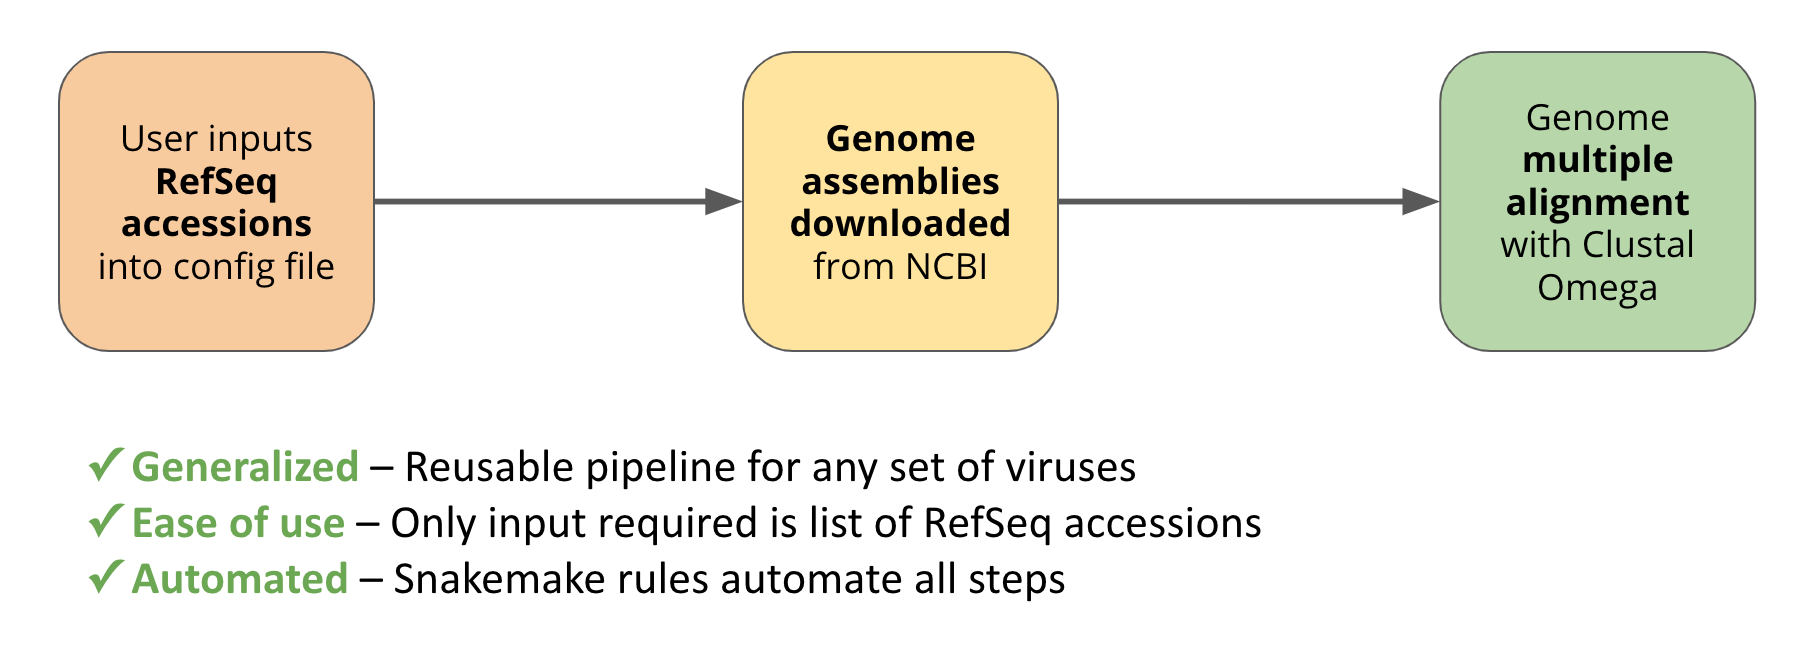 User inputs
RefSeq
accessions
into config file
Genome
assemblies
downloaded
from NCBI
Genome
multiple
alignment
with Clustal
Omega
✓ Generalized – Reusable pipeline for any set of viruses
✓ Ease of use – Only input required is list of RefSeq accessions
✓ Automated – Snakemake rules automate all steps